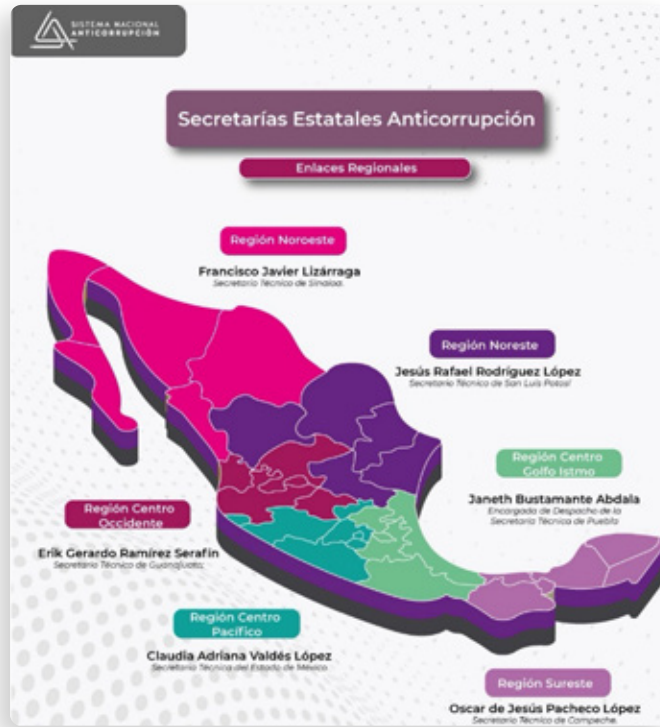 SISTEMA NACIONAL
ANTICORRUPCIÓN
Secretarías Estatales Anticorrupción
Enlaces Regionales
Región Noroeste
Francisco Javier Lizárraga
Secretario Técnico de Sinaloa.
Región Noreste
Jesús Rafael Rodríguez López
Secretario Técnico de San Luis Potosí
Región Centro
Golfo Istmo
Janeth Bustamante Abdala
Encargada de Despacho de la
Secretaría Técnica de Puebla
Región Centro
Occidente
Erik Gerardo Ramírez Serafín
Secretario Técnico de Guanajuato;
Región Centro
Pacífico
Claudia Adriana Valdés López
Secretaria Técnica del Estado de México
Región Sureste
Oscar de Jesús Pacheco López
Secretario Técnico de Campeche.